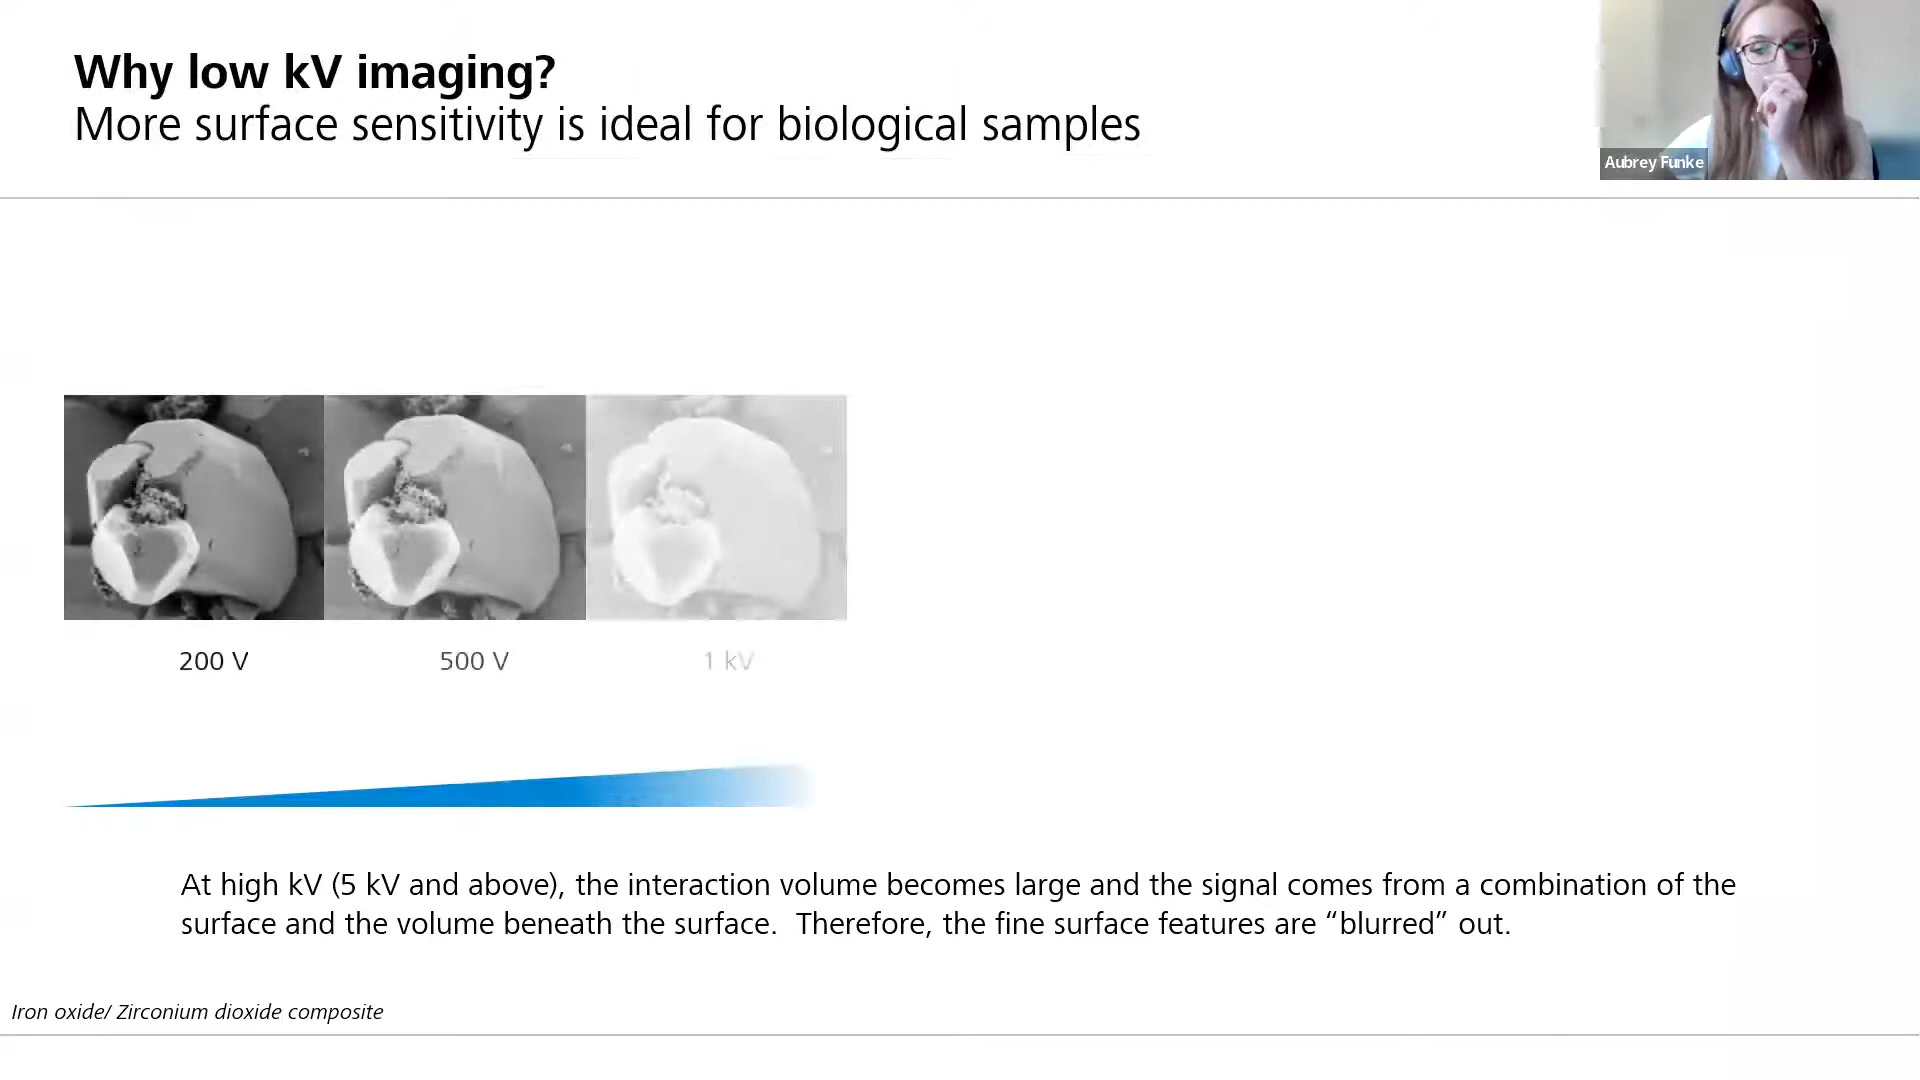 Why low kV imaging?
More surface sensitivity is ideal for biological samples
Aubrey Funke
200 V
500 V
1 kV
At high kV (5 kV and above), the interaction volume becomes large and the signal comes from a combination of the
surface and the volume beneath the surface.  Therefore, the fine surface features are “blurred” out.
Iron oxide/ Zirconium dioxide composite